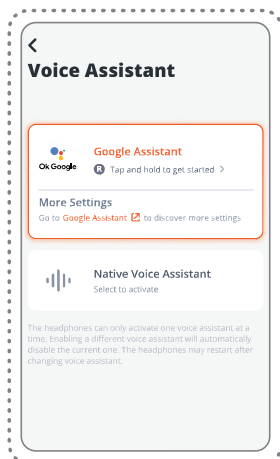 Voice Assistant
Google Assistant
Ok Google
R Tap and hold to get started >
More Settings
Go to Google Assistant to discover more settings
Native Voice Assistant
Select to activate
The headphones can only activate one voice assistant at a
time. Enabling a different voice assistant will automatically
disable the current one. The headphones may restart after
changing voice assistant.